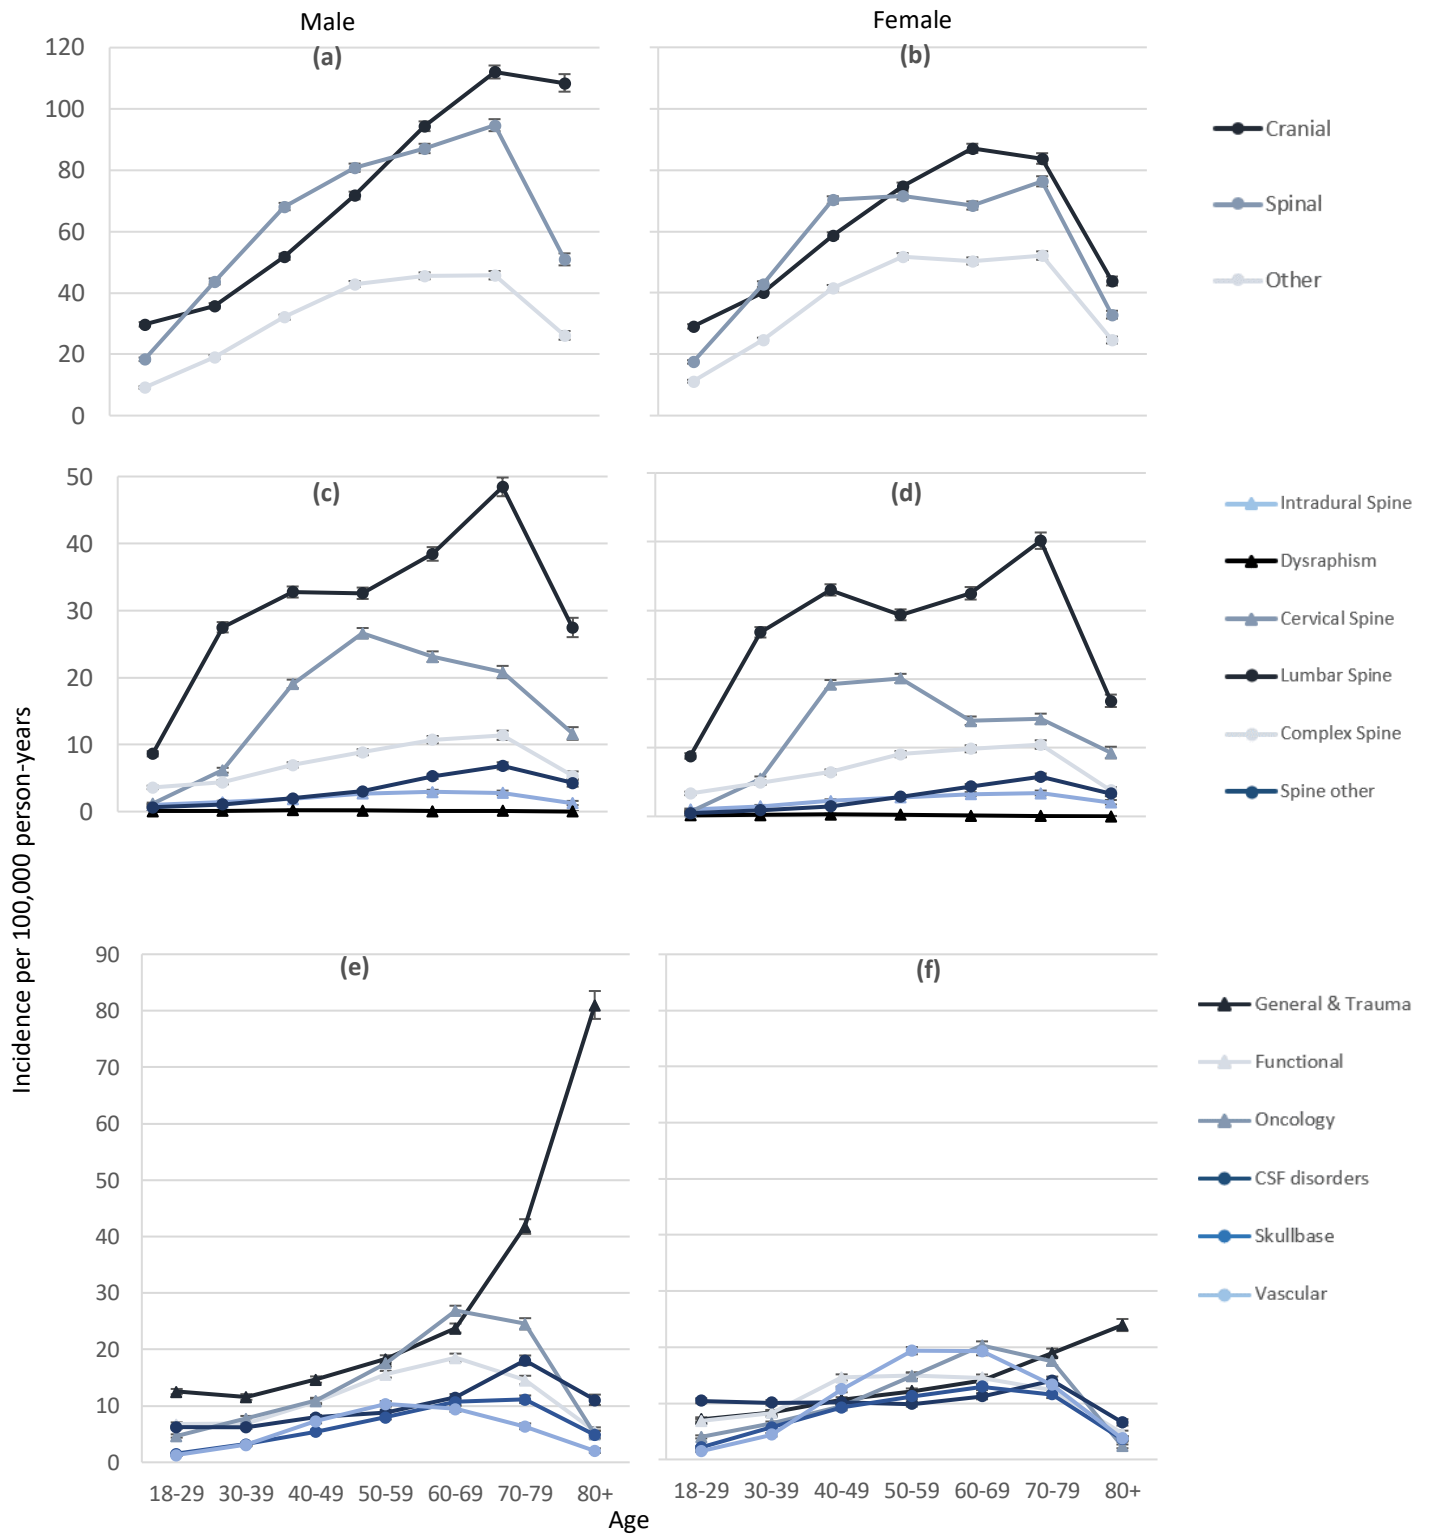 Male
Female
(a)
(b)
120
100
80
60
40
20
0
Cranial
Spinal
Other
(c)
(d)
50
40
30
20
10
0
Intradural Spine
Dysraphism
Cervical Spine
Lumbar Spine
Complex Spine
Spine other
Incidence per 100,000 person-years
(e)
(f)
90
80
70
60
50
40
30
20
10
0
General & Trauma
Functional
Oncology
CSF disorders
Skullbase
Vascular
18-29 30-39 40-49 50-59 60-69 70-79 80+
18-29 30-39 40-49 50-59 60-69 70-79 80+
Age